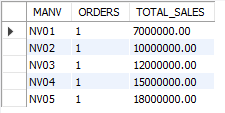 MANV ORDERS TOTAL_SALES
NV01 1 7000000.00
NV02 1 10000000.00
NV03 1 12000000.00
NV04 1 15000000.00
NV05 1 18000000.00